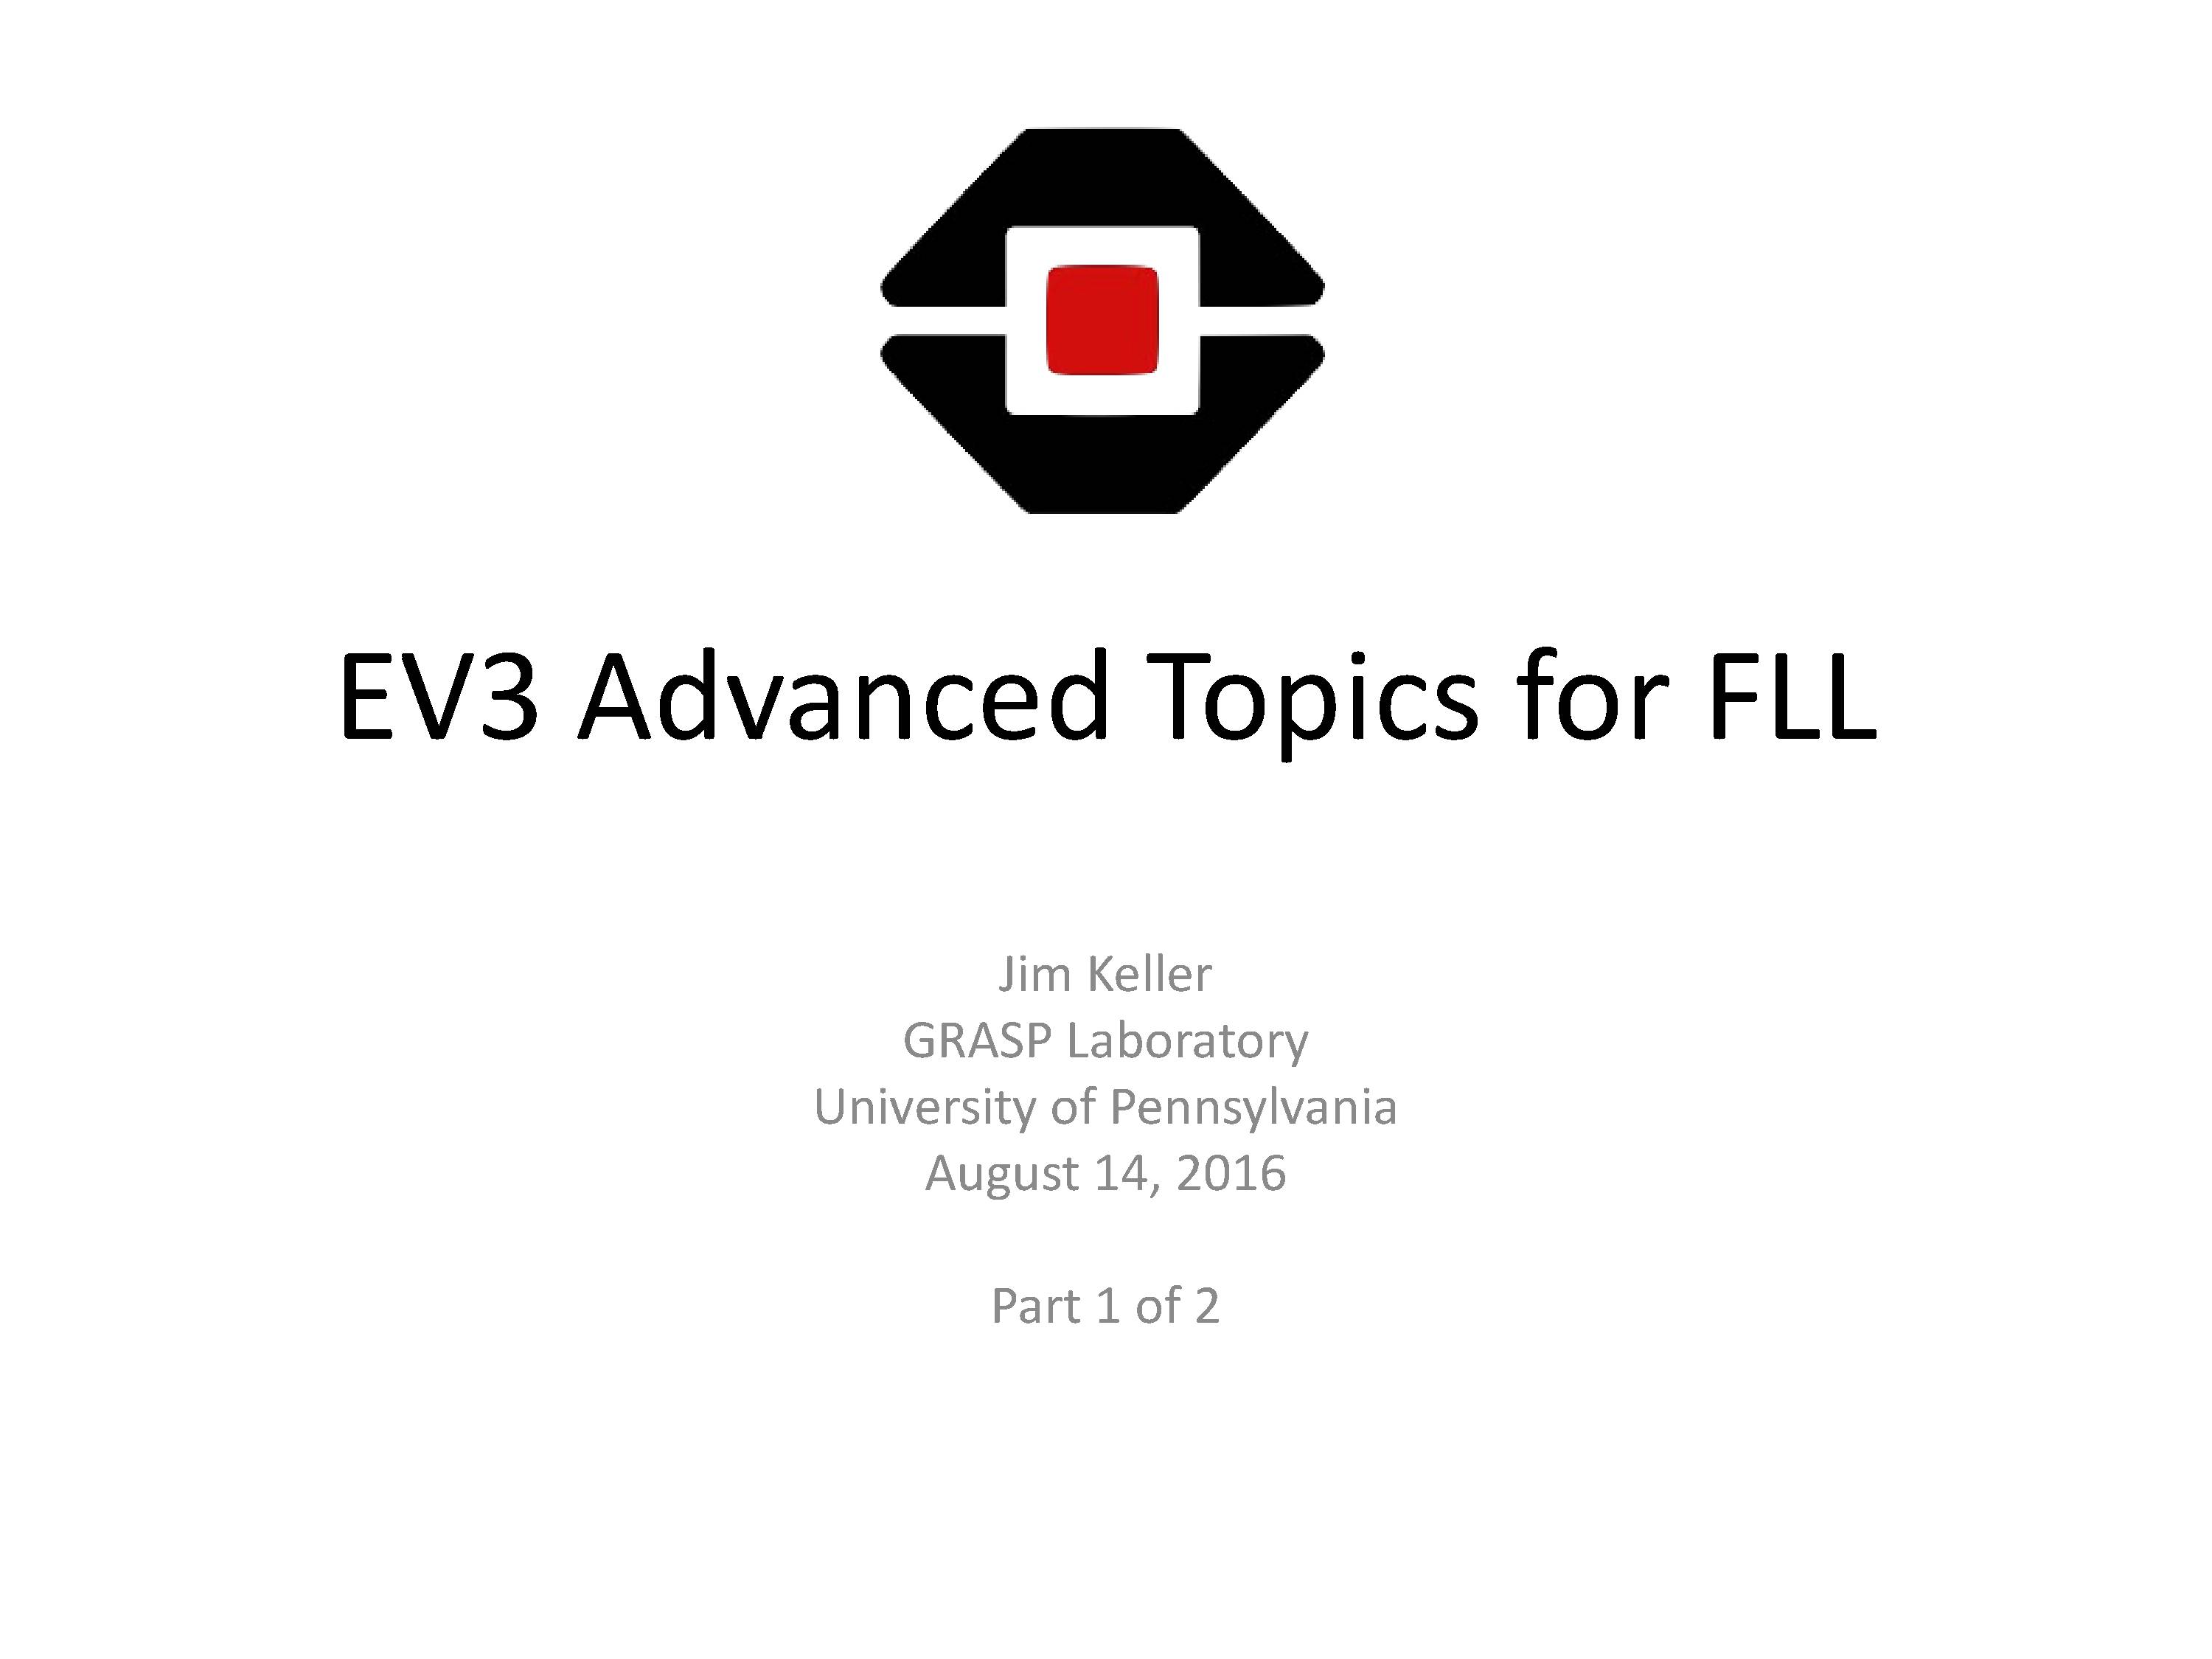 EV3 Advanced Topics for FLL
Jim Keller
GRASP Laboratory
University of Pennsylvania
August 14, 2016
Part 1 of 2